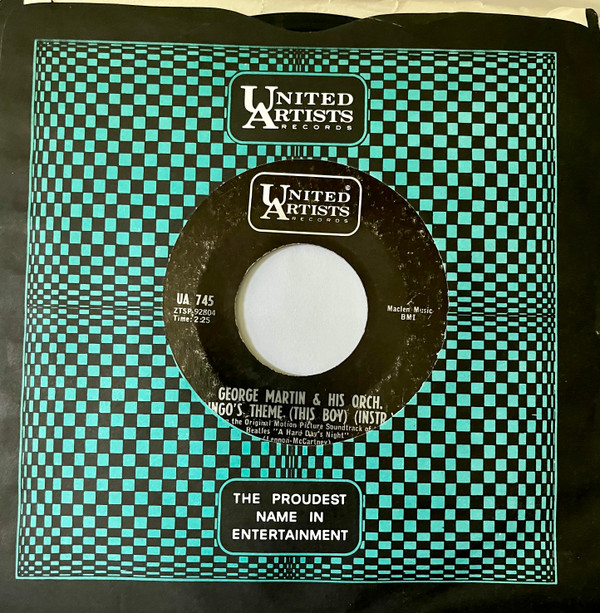 UNITED
ARTISTS
RECORDS
UNITED®
ARTISTS
RECORDS
UA 745
ZTSP-92804
Time: 2:25
Maclen Music
BMI
GEORGE MARTIN & HIS ORCH.
NGO'S THEME (THIS BOY) (INSTR.
the Original Motion Picture Soundtrack of
Beatles "A Hard Day's Night"
(Lennon-McCartney)
THE PROUDEST
NAME IN
ENTERTAINMENT